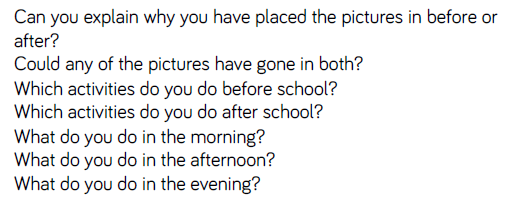 Can you explain why you have placed the pictures in before or
after?
Could any of the pictures have gone in both?
Which activities do you do before school?
Which activities do you do after school?
What do you do in the morning?
What do you do in the afternoon?
What do you do in the evening?